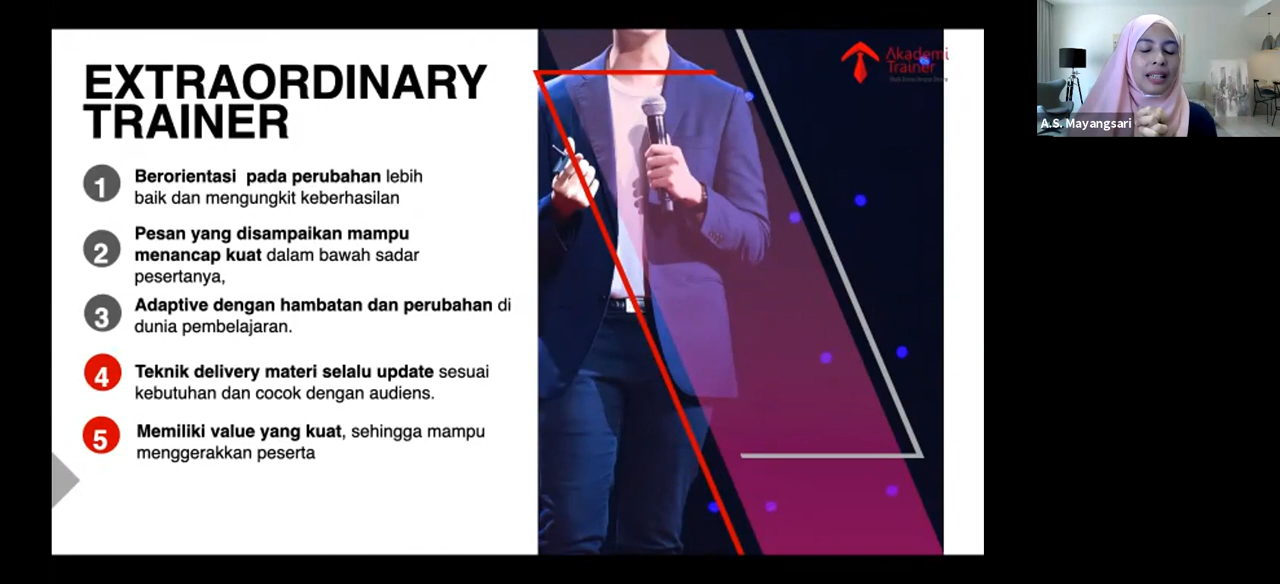 EXTRAORDINARY
TRAINER
1
Berorientasi pada perubahan lebih
baik dan mengungkit keberhasilan
2
Pesan yang disampaikan mampu
menancap kuat dalam bawah sadar
pesertanya,
3
Adaptive dengan hambatan dan perubahan di
dunia pembelajaran.
4
Teknik delivery materi selalu update sesuai
kebutuhan dan cocok dengan audiens.
5
Memiliki value yang kuat, sehingga mampu
menggerakkan peserta
Akademi
Trainer
A.S. Mayangsari